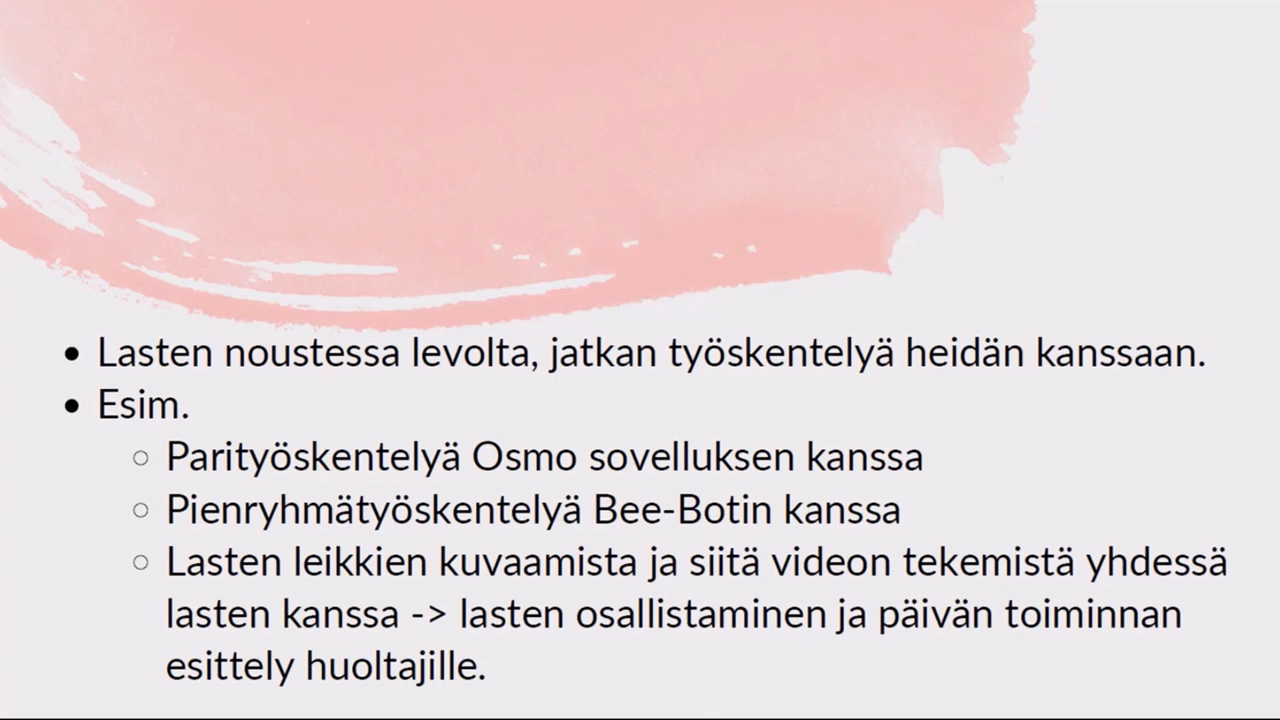 • Lasten noustessa levolta, jatkan työskentelyä heidän kanssaan.
• Esim.
○ Parityöskentelyä Osmo sovelluksen kanssa
○ Pienryhmätyöskentelyä Bee-Botin kanssa
○ Lasten leikkien kuvaamista ja siitä videon tekemistä yhdessä
lasten kanssa -> lasten osallistaminen ja päivän toiminnan
esittely huoltajille.